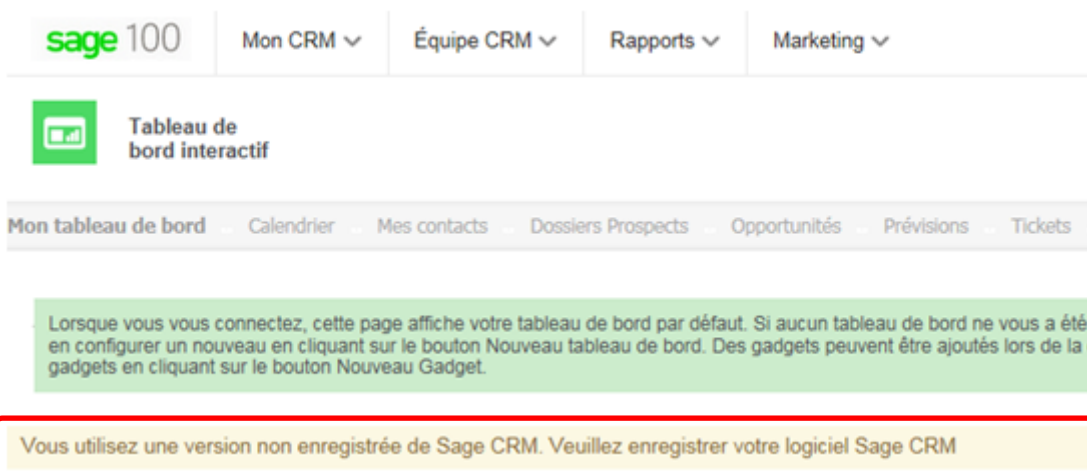 sage 100 Mon CRM Équipe CRM Rapports Marketing
Tableau de
bord interactif
Mon tableau de bord Calendrier Mes contacts Dossiers Prospects Opportunités Prévisions Tickets
Lorsque vous vous connectez, cette page affiche votre tableau de bord par défaut. Si aucun tableau de bord ne vous a été
en configurer un nouveau en cliquant sur le bouton Nouveau tableau de bord. Des gadgets peuvent être ajoutés lors de la
gadgets en cliquant sur le bouton Nouveau Gadget.
Vous utilisez une version non enregistrée de Sage CRM. Veuillez enregistrer votre logiciel Sage CRM